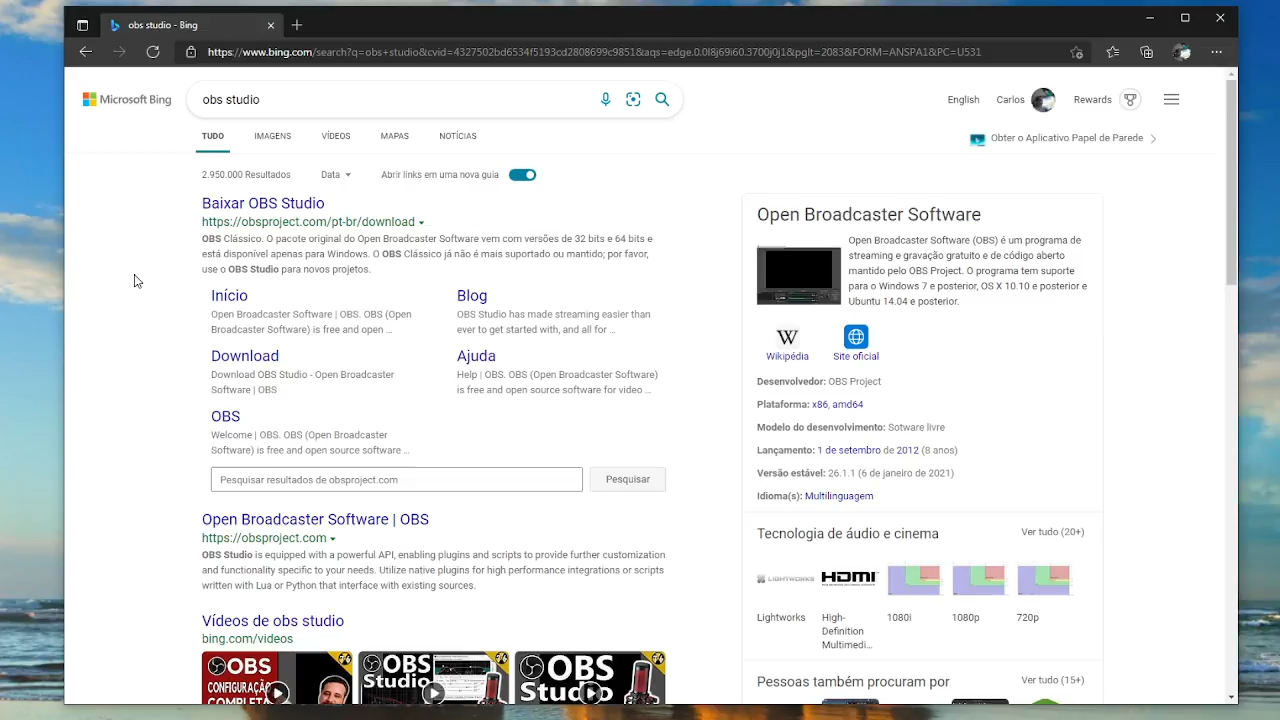 obs studio - Bing
https://www.bing.com/search?q=obs+studio&cvid=4327502bd6534f5193cd2808699c9851&aqs=edge.0.0l8j69i60.3700j0j1&pglt=2083&FORM=ANSPA1&PC=U531
Microsoft Bing
obs studio
English
Carlos
Rewards
TUDO
IMAGENS
VÍDEOS
MAPAS
NOTÍCIAS
Obter o Aplicativo Papel de Parede
2.950.000 Resultados
Data
Abrir links em uma nova guia
Baixar OBS Studio
https://obsproject.com/pt-br/download
OBS Clássico. O pacote original do Open Broadcaster Software vem com versões de 32 bits e 64 bits e
está disponível apenas para Windows. O OBS Clássico já não é mais suportado ou mantido; por favor,
use o OBS Studio para novos projetos.
Início
Open Broadcaster Software | OBS. OBS (Open
Broadcaster Software) is free and open ...
Blog
OBS Studio has made streaming easier than
ever to get started with, and all for ...
Download
Download OBS Studio - Open Broadcaster
Software | OBS
Ajuda
Help | OBS. OBS (Open Broadcaster Software)
is free and open source software for video ...
OBS
Welcome | OBS. OBS (Open Broadcaster
Software) is free and open source software ...
Pesquisar resultados de obsproject.com
Pesquisar
Open Broadcaster Software | OBS
https://obsproject.com
OBS Studio is equipped with a powerful API, enabling plugins and scripts to provide further customization
and functionality specific to your needs. Utilize native plugins for high performance integrations or scripts
written with Lua or Python that interface with existing sources.
Vídeos de obs studio
bing.com/videos
OBS
CONFIGURAÇÃO
COMPLETA
OBS
Studio
OBS
Studio
Open Broadcaster Software
Open Broadcaster Software (OBS) é um programa de
streaming e gravação gratuito e de código aberto
mantido pelo OBS Project. O programa tem suporte
para o Windows 7 e posterior, OS X 10.10 e posterior e
Ubuntu 14.04 e posterior.
W
Wikipédia
Site oficial
Desenvolvedor: OBS Project
Plataforma: x86, amd64
Modelo do desenvolvimento: Sotware livre
Lançamento: 1 de setembro de 2012 (8 anos)
Versão estável: 26.1.1 (6 de janeiro de 2021)
Idioma(s): Multilinguagem
Tecnologia de áudio e cinema
Ver tudo (20+)
LIGHTWORKS
HDMI
Lightworks
High-
Definition
Multimedi...
1080i
1080p
720p
Pessoas também procuram por
Ver tudo (15+)